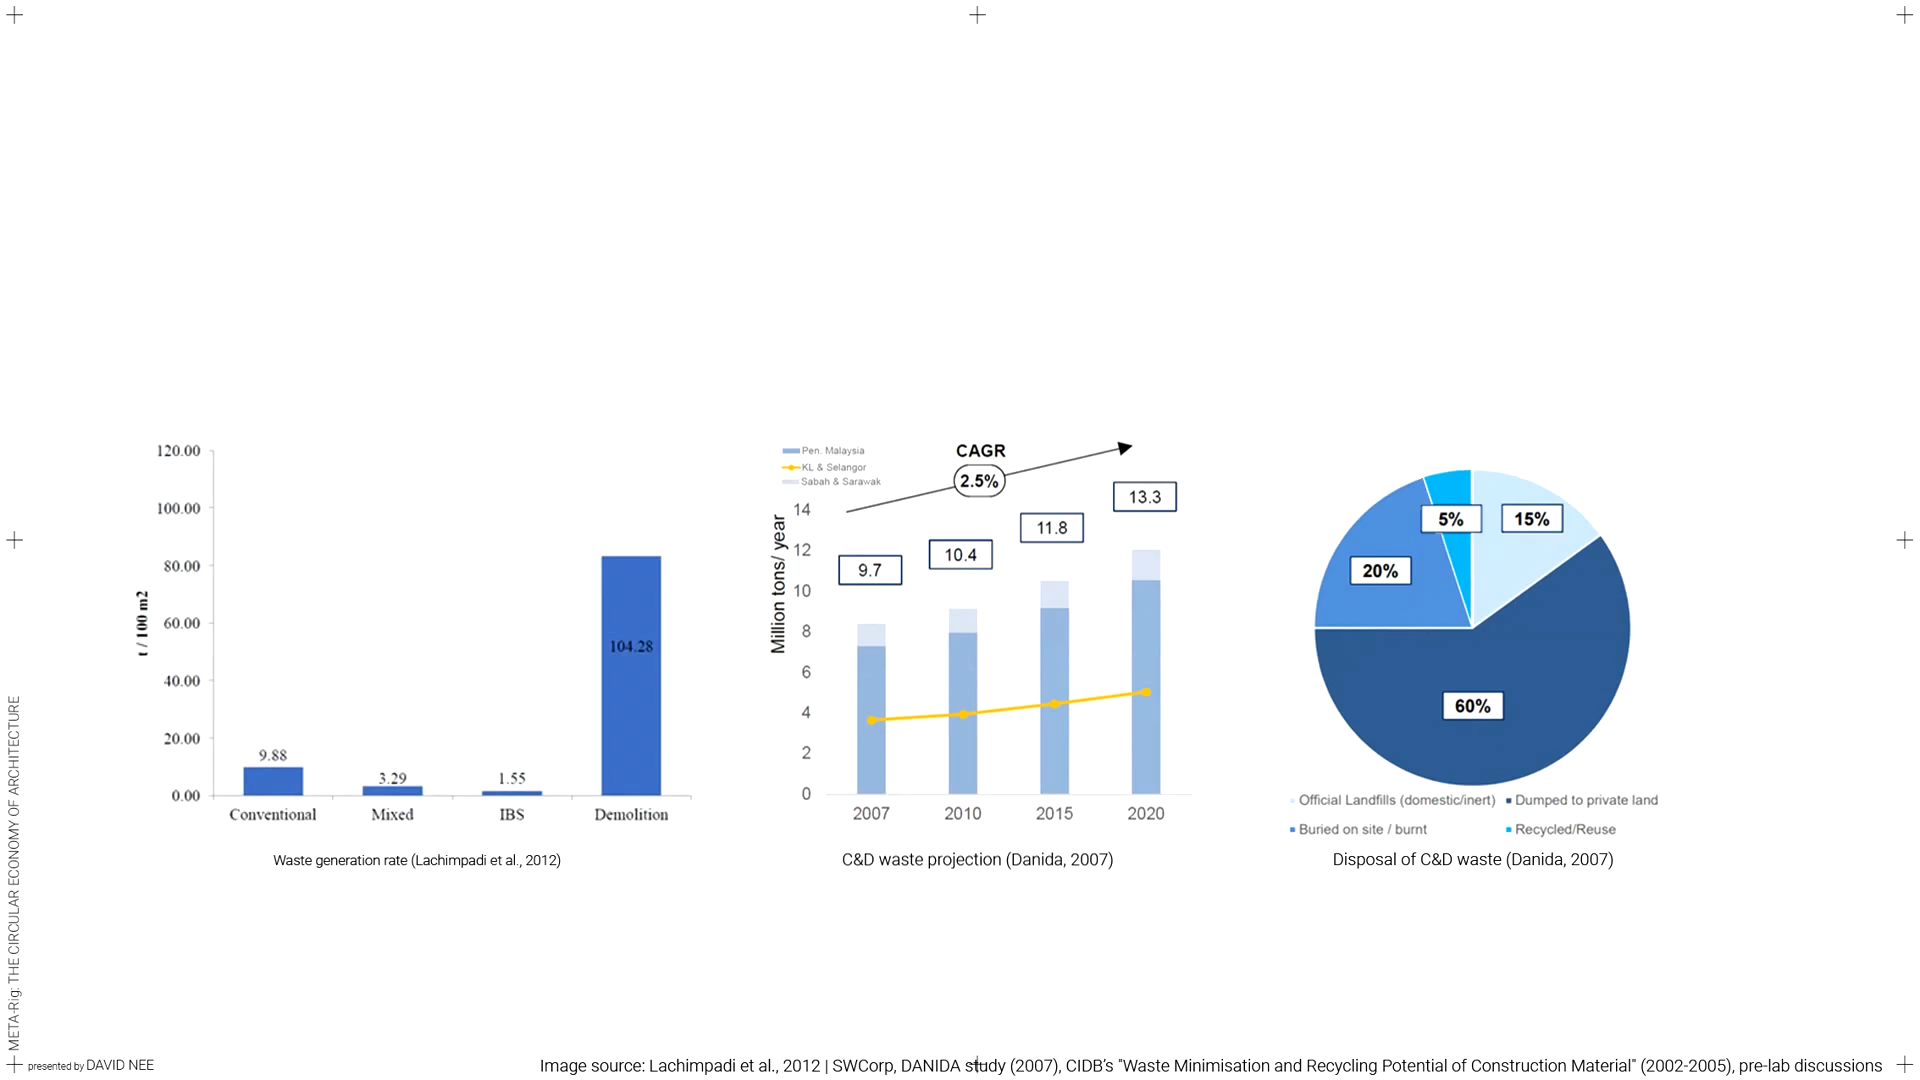 120.00
100.00
80.00
60.00
40.00
20.00
0.00
t / 100 m2
9.88
3.29
1.55
104.28
Conventional
Mixed
IBS
Demolition
Waste generation rate (Lachimpadi et al., 2012)
Pen. Malaysia
KL & Selangor
Sabah & Sarawak
CAGR
2.5%
Million tons/ year
14
12
10
8
6
4
2
0
9.7
10.4
11.8
13.3
2007
2010
2015
2020
C&D waste projection (Danida, 2007)
5%
15%
20%
60%
Official Landfills (domestic/inert)
Dumped to private land
Buried on site / burnt
Recycled/Reuse
Disposal of C&D waste (Danida, 2007)
META-Rig: THE CIRCULAR ECONOMY OF ARCHITECTURE
presented by DAVID NEE
Image source: Lachimpadi et al., 2012 | SWCorp, DANIDA study (2007), CIDB’s "Waste Minimisation and Recycling Potential of Construction Material" (2002-2005), pre-lab discussions